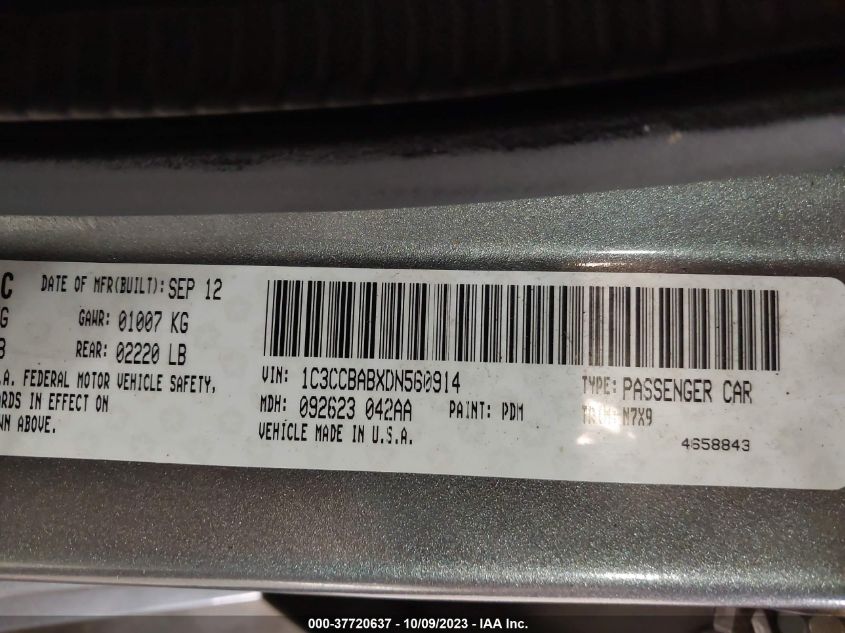 C DATE OF MFR(BUILT): SEP 12
G GAWR: 01007 KG
B REAR: 02220 LB
.A. FEDERAL MOTOR VEHICLE SAFETY,
RDS IN EFFECT ON
WN ABOVE.
VIN: 1C3CCBABXDN560914 TYPE: PASSENGER CAR
MDH: 092623 042AA PAINT: PDM TRIM: N7X9
VEHICLE MADE IN U.S.A. 4658843
000-37720637 - 10/09/2023 - IAA Inc.